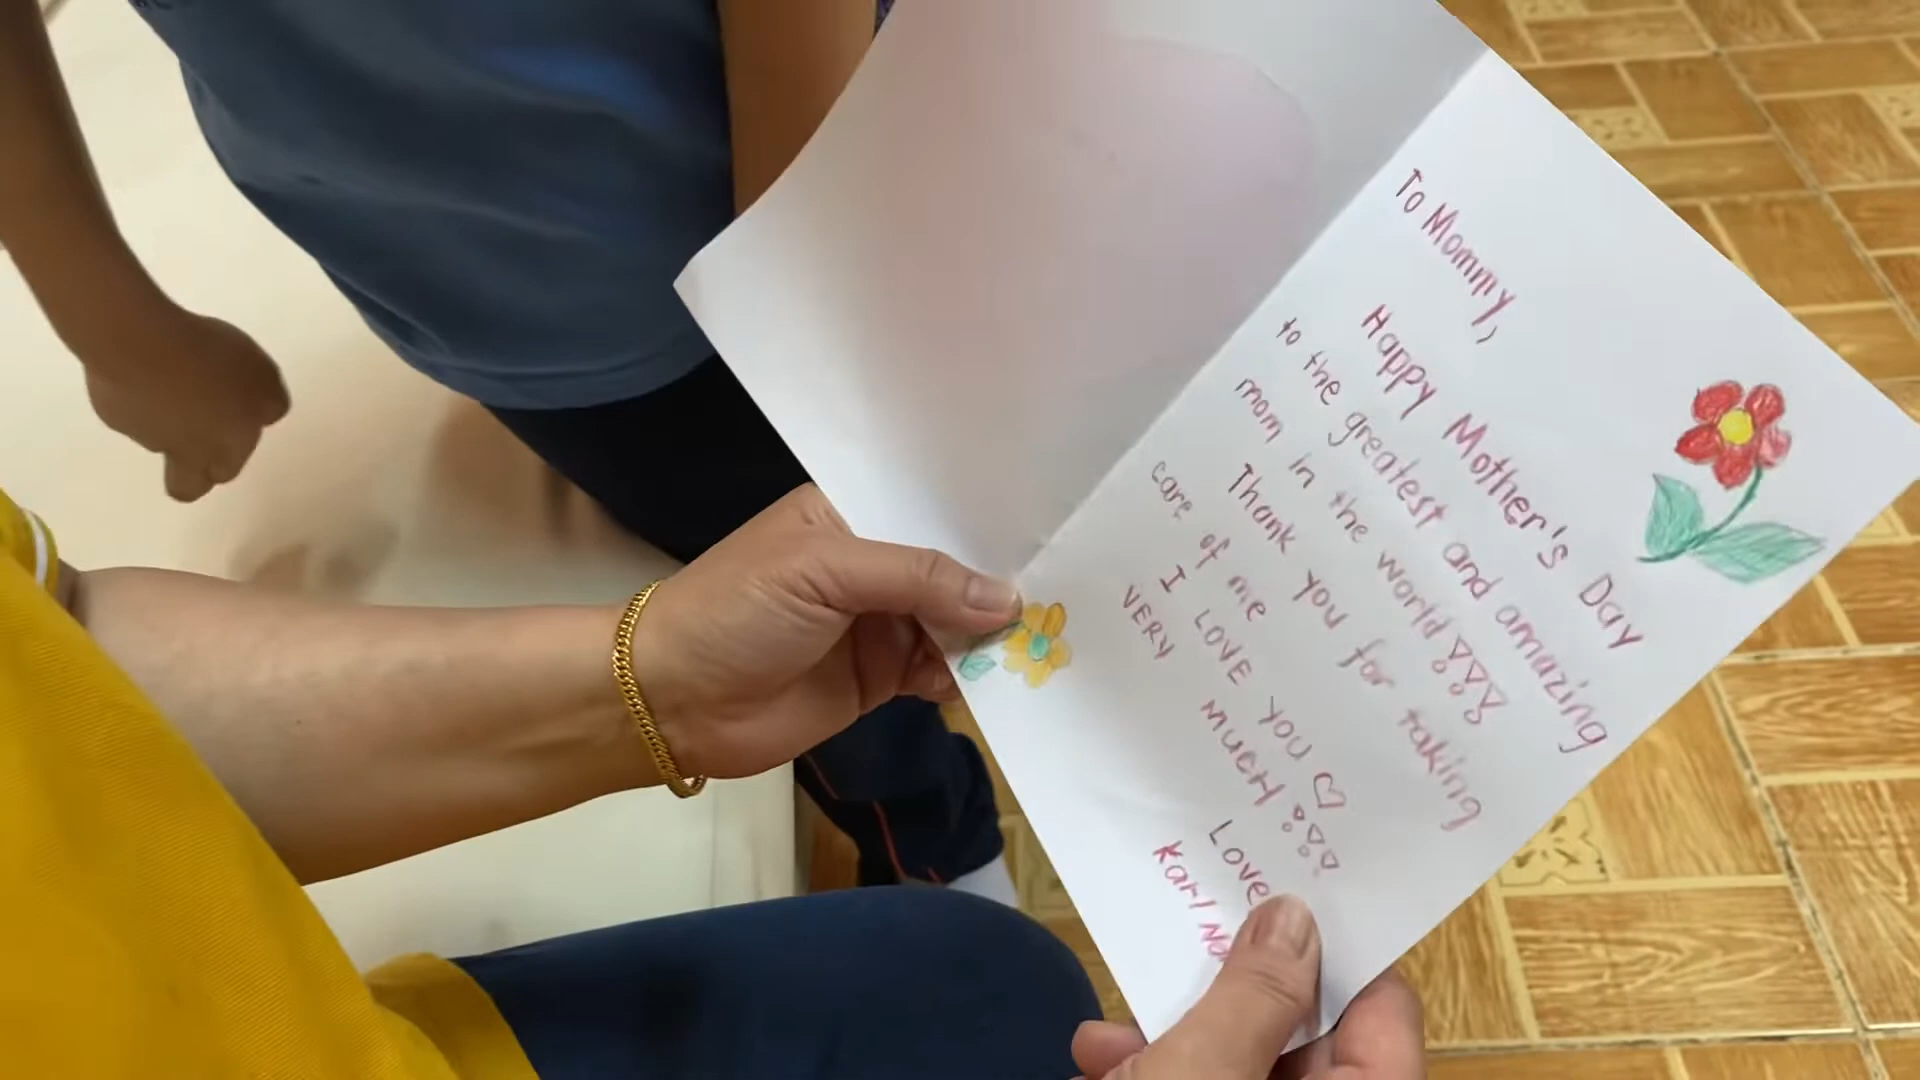 To Mommy,
Happy Mother's Day
to the greatest and amazing
mom in the world!!!
Thank you for taking
care of me
I LOVE YOU ♡
VERY MUCH!!!
Love
Karl